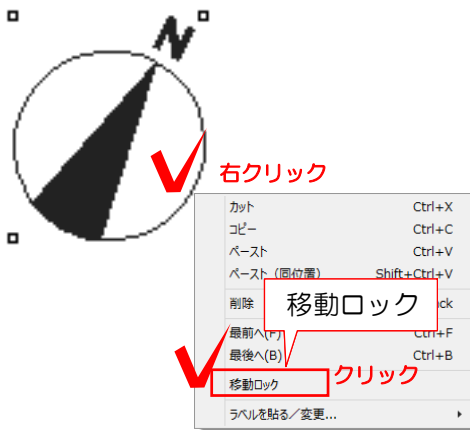 N
右クリック
カット Ctrl+X
コピー Ctrl+C
ペースト Ctrl+V
ペースト（同位置） Shift+Ctrl+V
削除 ck
移動ロック
最前へ(F) Ctrl+F
最後へ(B) Ctrl+B
移動ロック
クリック
ラベルを貼る／変更...